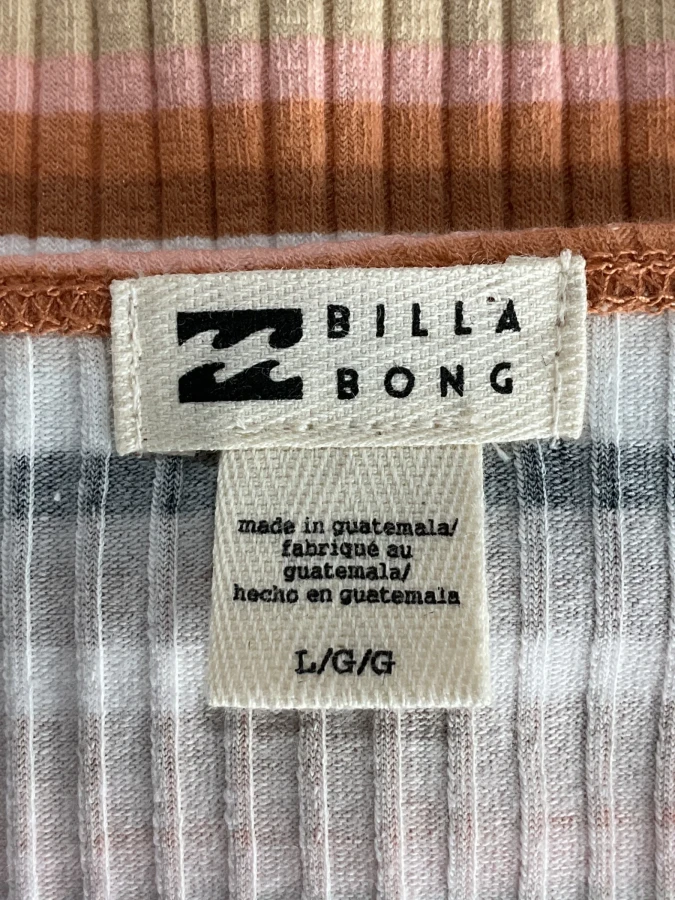 BILLA
BONG
made in guatemala/
fabriqué au
guatemala/
hecho en guatemala
L/G/G